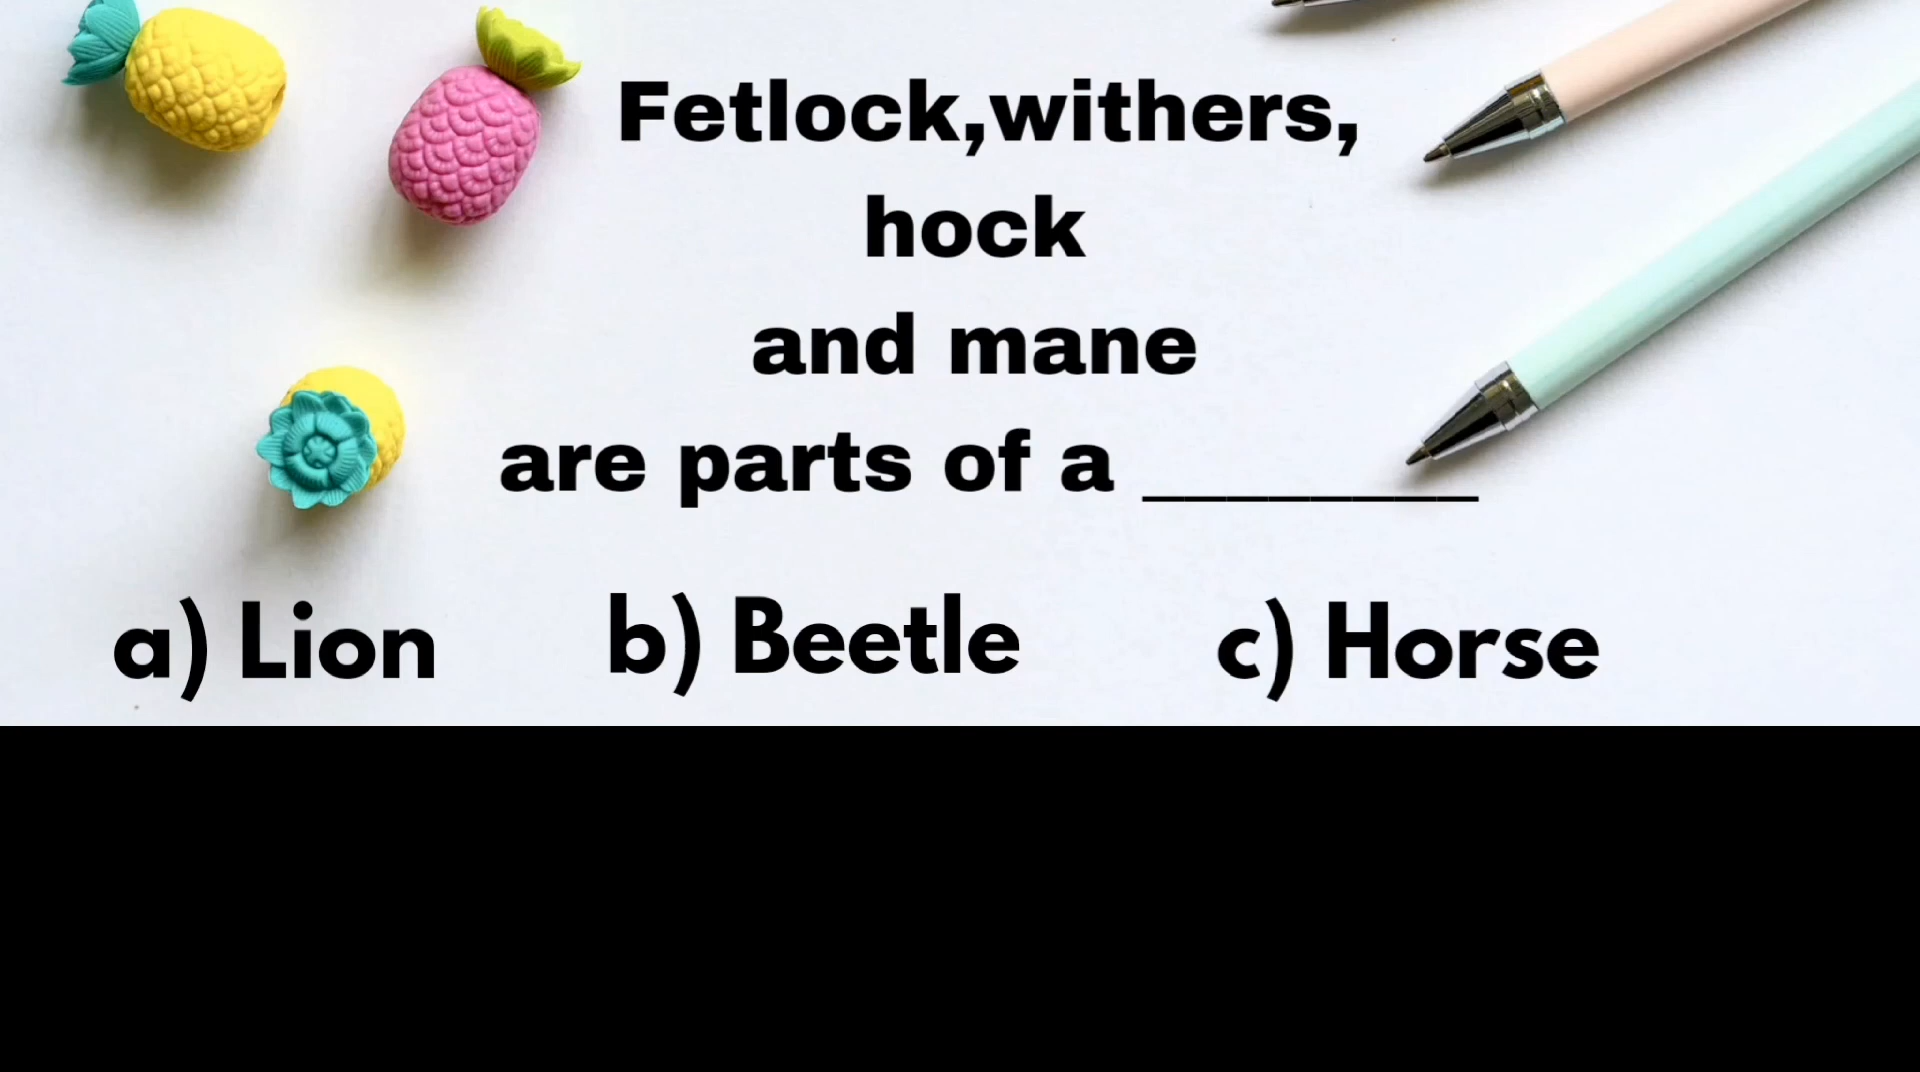 Fetlock,withers,
hock
and mane
are parts of a ________
a) Lion b) Beetle c) Horse